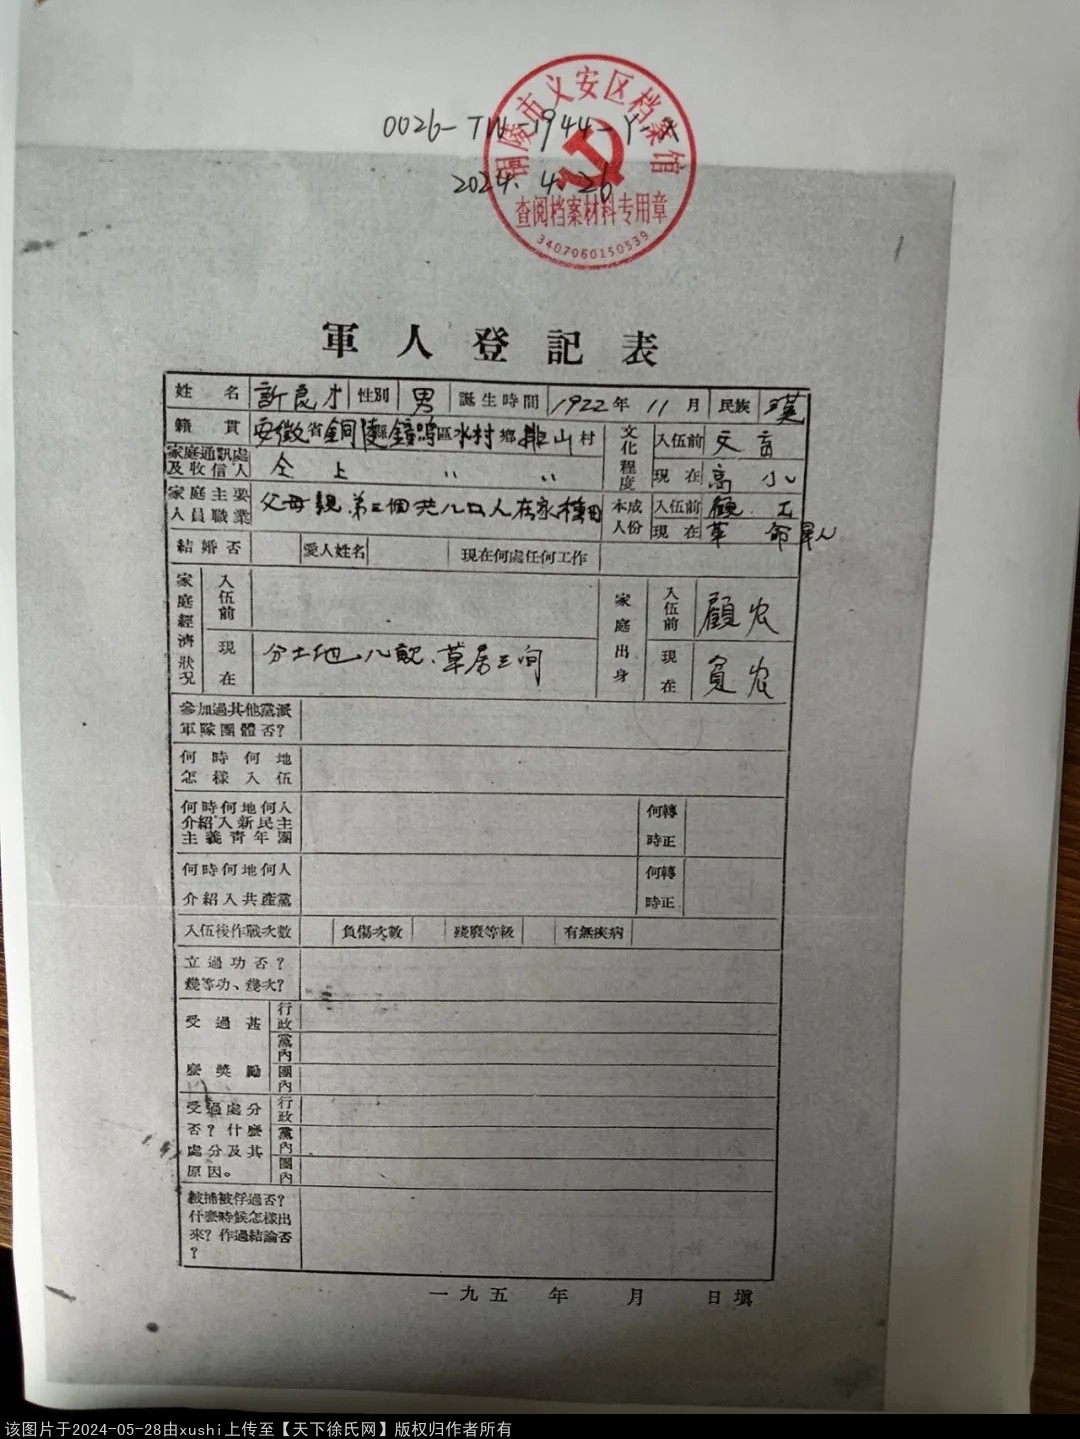 铜陵市义安区档案馆
0026-TW-1944-Y-X
2024.4.26
查阅档案材料专用章
3407060150539
軍人登記表
姓名 許良才 性別 男 誕生時間 1922年11月 民族 漢
籍貫 安徽省銅陵縣鐘鳴區水村鄉排山村 文化程度 入伍前 文盲
家庭通訊處及收信人 仝上 〃 〃 現在 高小
家庭主要人員職業 父母親.弟三個共八口人在家種田 本人成份 入伍前 雇工
現在 革命軍人
結婚否 愛人姓名 現在何處任何工作
家庭經濟狀況 入伍前 家庭出身 入伍前 顧农
現在 分土地八畝、草房三间 現在 貧农
參加過其他黨派
軍隊團體否?
何時何地
怎樣入伍
何時何地何人 何轉
介紹入新民主
主義青年團 時正
何時何地何人 何轉
介紹入共產黨 時正
入伍後作戰次數 負傷次數 殘廢等級 有無疾病
立過功否?
幾等功、幾次?
受過甚麼獎勵 行政
黨內
團內
受過處分否?什麼處分及其原因。 行政
黨內
團內
被捕被俘過否?
什麼時候怎樣出
來?作過結論否
?
一九五 年 月 日填
该图片于2024-05-28由xushi上传至【天下徐氏网】版权归作者所有